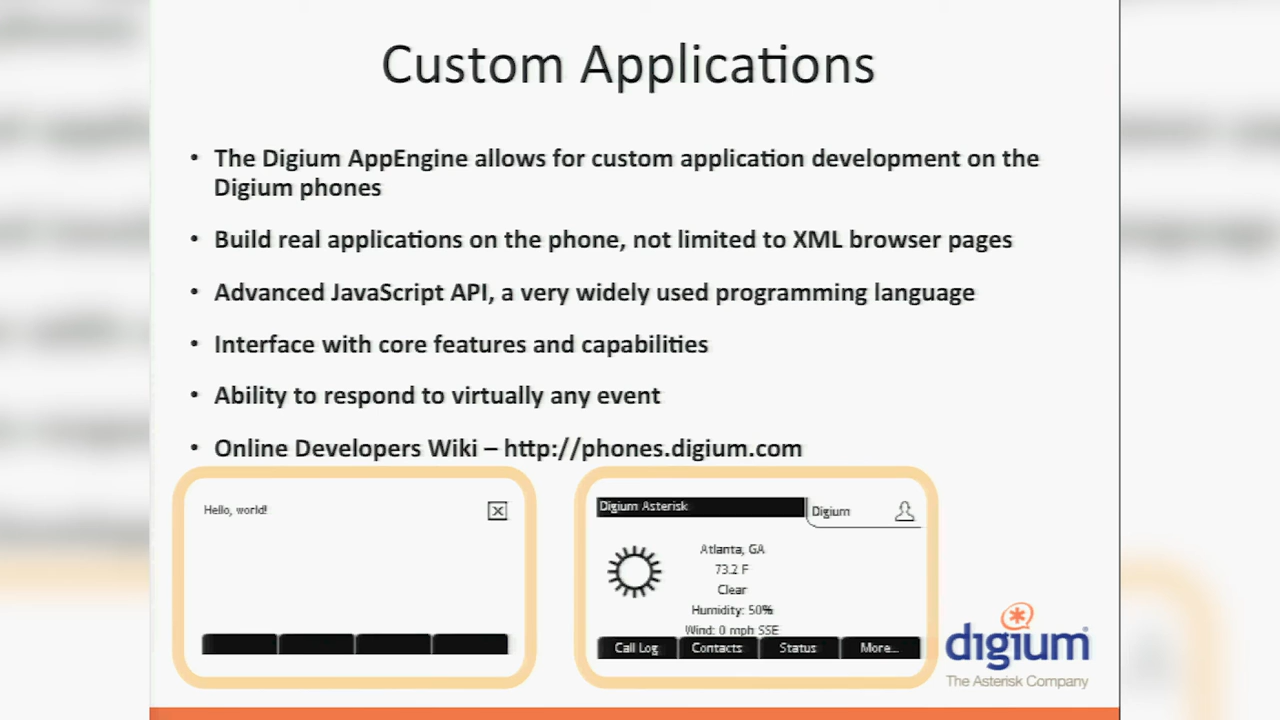 Custom Applications
• The Digium AppEngine allows for custom application development on the
Digium phones
• Build real applications on the phone, not limited to XML browser pages
• Advanced JavaScript API, a very widely used programming language
• Interface with core features and capabilities
• Ability to respond to virtually any event
• Online Developers Wiki – http://phones.digium.com
Hello, world!
Digium Asterisk
Digium
Atlanta, GA
73.2 F
Clear
Humidity: 50%
Wind: 0 mph SSE
Call Log Contacts Status More...
digium
The Asterisk Company